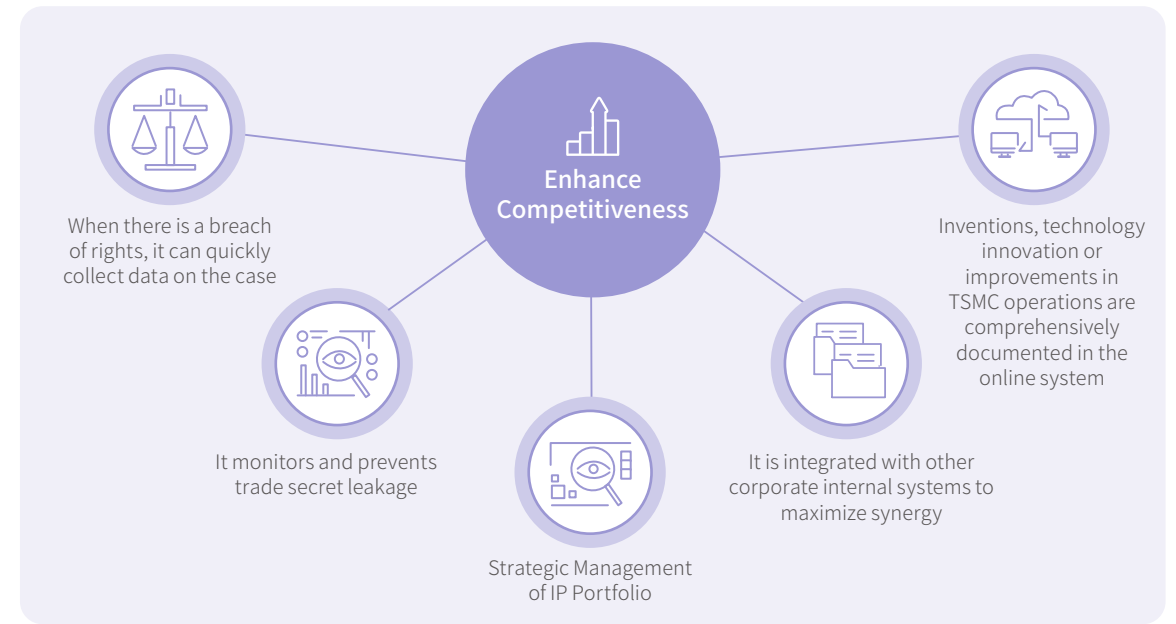 Enhance
Competitiveness
When there is a breach
of rights, it can quickly
collect data on the case
It monitors and prevents
trade secret leakage
Strategic Management
of IP Portfolio
It is integrated with other
corporate internal systems to
maximize synergy
Inventions, technology
innovation or
improvements in
TSMC operations are
comprehensively
documented in the
online system